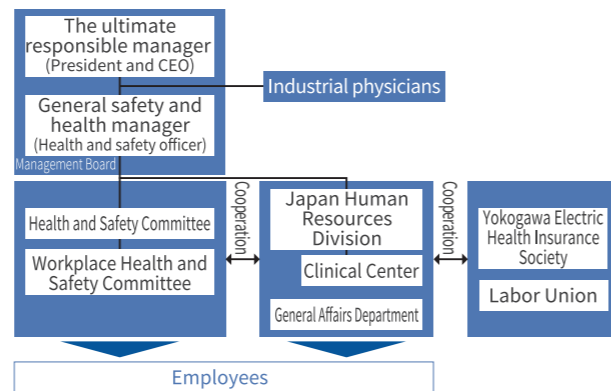 The ultimate
responsible manager
(President and CEO)
Industrial physicians
General safety and
health manager
(Health and safety officer)
Management Board
Health and Safety Committee
Workplace Health and
Safety Committee
Cooperation
Japan Human
Resources
Division
Clinical Center
General Affairs Department
Cooperation
Yokogawa Electric
Health Insurance
Society
Labor Union
Employees